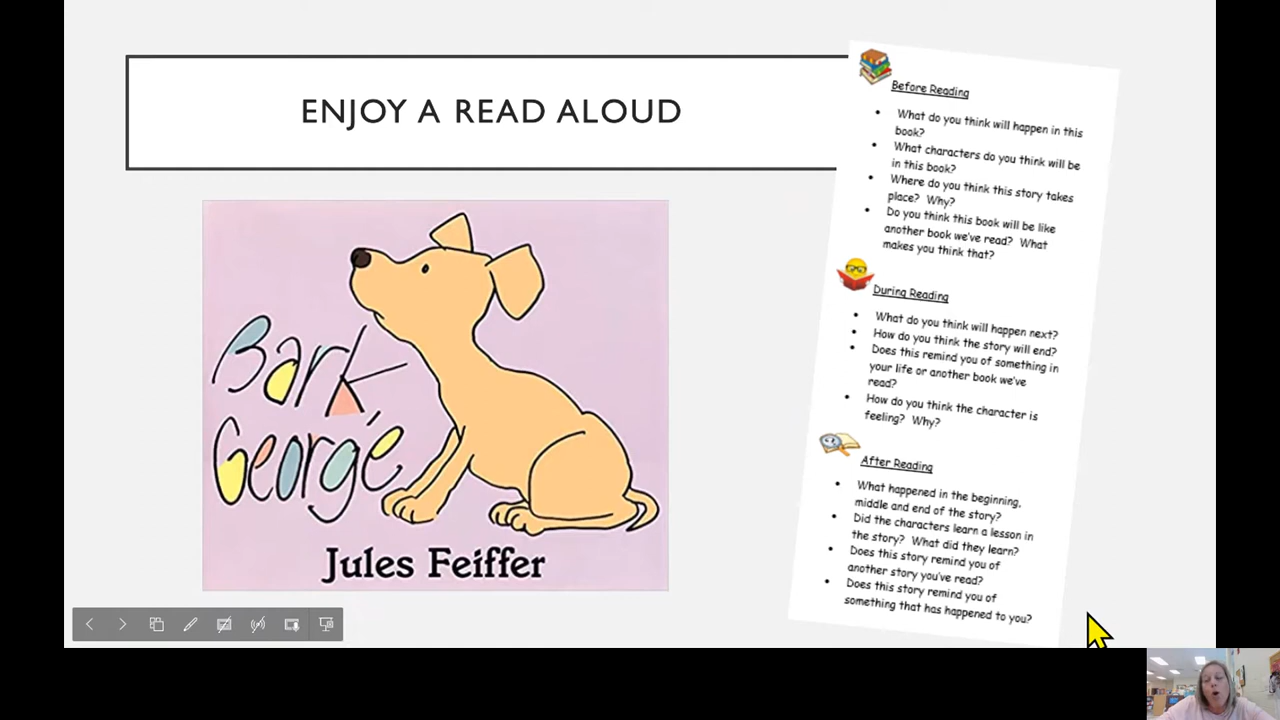 ENJOY A READ ALOUD
Bark
George
Jules Feiffer
Before Reading
• What do you think will happen in this
book?
• What characters do you think will be
in this book?
• Where do you think this story takes
place? Why?
• Do you think this book will be like
another book we've read? What
makes you think that?
During Reading
• What do you think will happen next?
• How do you think the story will end?
• Does this remind you of something in
your life or another book we've
read?
• How do you think the character is
feeling? Why?
After Reading
• What happened in the beginning,
middle and end of the story?
• Did the characters learn a lesson in
the story? What did they learn?
• Does this story remind you of
another story you've read?
• Does this story remind you of
something that has happened to you?